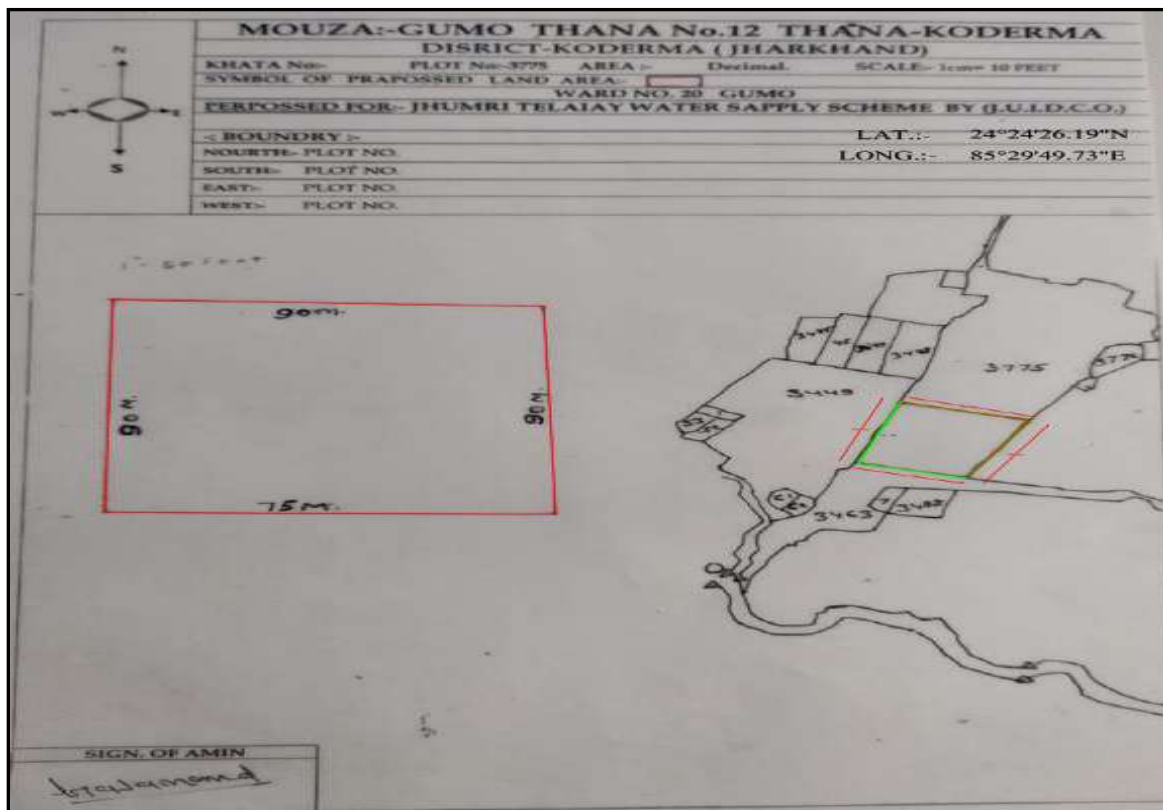 MOUZA:-GUMO THANA No.12 THANA-KODERMA
DISRICT-KODERMA ( JHARKHAND)
KHATA No:- PLOT No:-3775 AREA :- Decimal. SCALE:- 1cm= 10 FEET
SYMBOL OF PRAPOSSED LAND AREA:-
WARD NO. 20 GUMO
PERPOSSED FOR:- JHUMRI TELAIAY WATER SAPPLY SCHEME BY (J.U.I.D.C.O.)
< BOUNDRY :-
LAT.:- 24°24'26.19"N
NOURTH:- PLOT NO.
LONG.:- 85°29'49.73"E
SOUTH:- PLOT NO.
EAST:- PLOT NO.
WEST:- PLOT NO.
N
W E
S
90m.
90M.
90M.
75M.
3775
3776
3449
3463
SIGN. OF AMIN